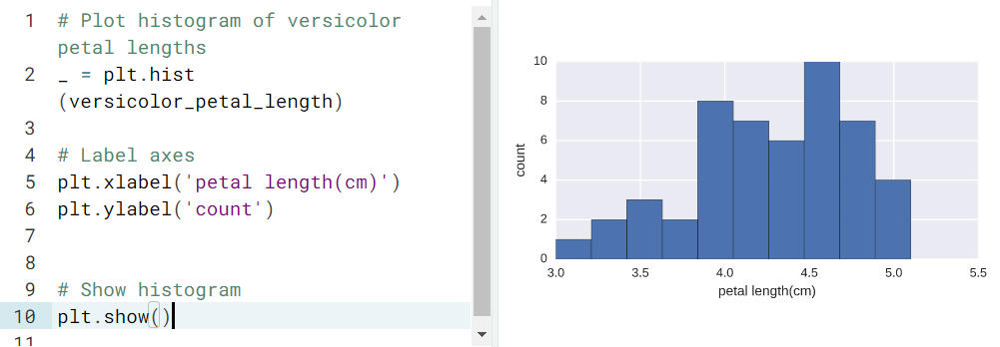 1 # Plot histogram of versicolor
petal lengths
2 _ = plt.hist
(versicolor_petal_length)
3
4 # Label axes
5 plt.xlabel('petal length(cm)')
6 plt.ylabel('count')
7
8
9 # Show histogram
10 plt.show()
11
10
8
6
4
2
0
count
3.0 3.5 4.0 4.5 5.0 5.5
petal length(cm)